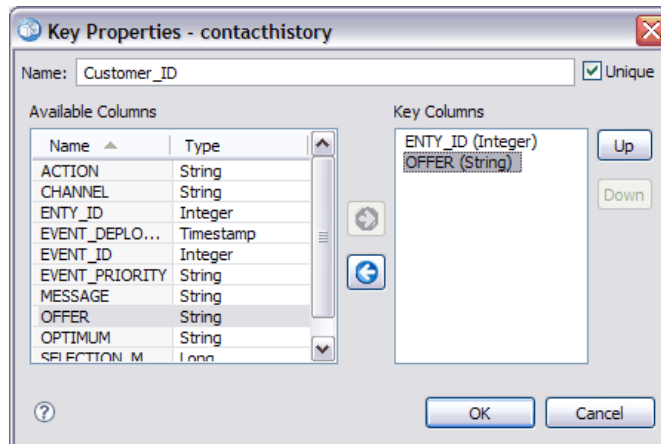 Key Properties - contacthistory
Name: Customer_ID Unique
Available Columns Key Columns
Name Type
ACTION String
CHANNEL String
ENTY_ID Integer
EVENT_DEPLO... Timestamp
EVENT_ID Integer
EVENT_PRIORITY String
MESSAGE String
OFFER String
OPTIMUM String
SELECTION_M Long
ENTY_ID (Integer)
OFFER (String)
Up
Down
OK Cancel